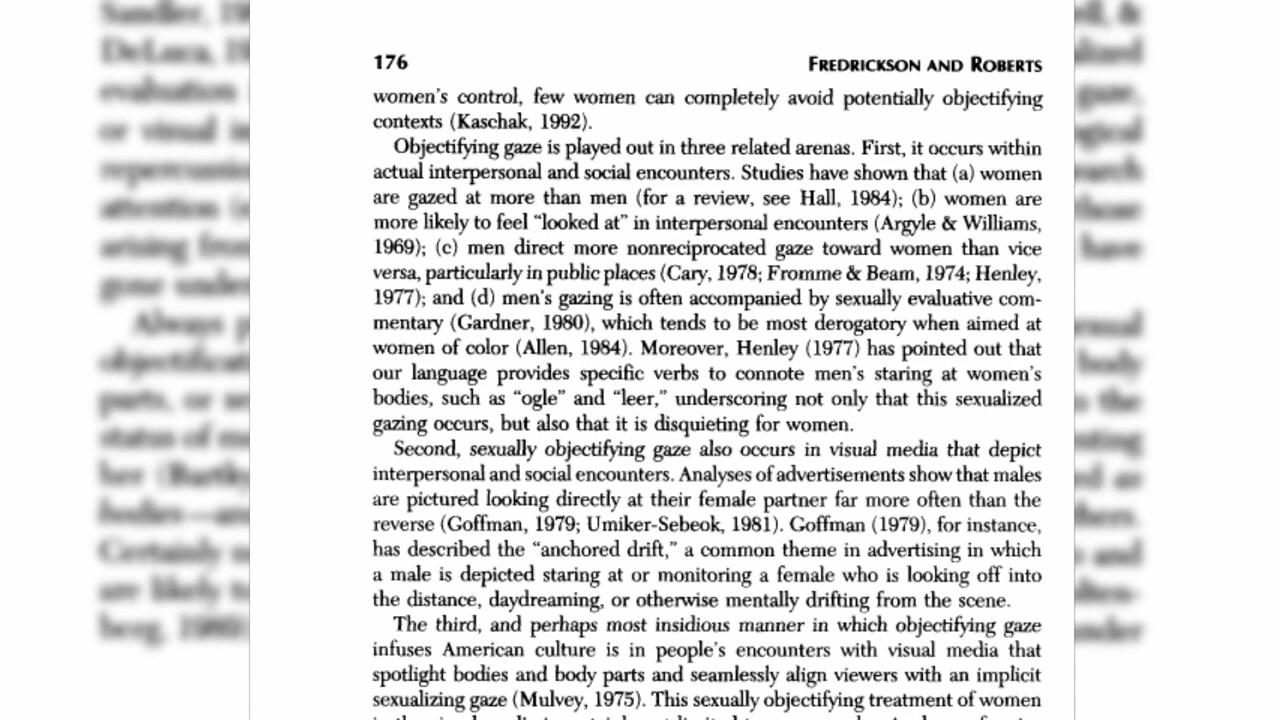 176 FREDRICKSON AND ROBERTS
women's control, few women can completely avoid potentially objectifying
contexts (Kaschak, 1992).
Objectifying gaze is played out in three related arenas. First, it occurs within
actual interpersonal and social encounters. Studies have shown that (a) women
are gazed at more than men (for a review, see Hall, 1984); (b) women are
more likely to feel “looked at” in interpersonal encounters (Argyle & Williams,
1969); (c) men direct more nonreciprocated gaze toward women than vice
versa, particularly in public places (Cary, 1978; Fromme & Beam, 1974; Henley,
1977); and (d) men's gazing is often accompanied by sexually evaluative com-
mentary (Gardner, 1980), which tends to be most derogatory when aimed at
women of color (Allen, 1984). Moreover, Henley (1977) has pointed out that
our language provides specific verbs to connote men's staring at women's
bodies, such as “ogle” and “leer,” underscoring not only that this sexualized
gazing occurs, but also that it is disquieting for women.
Second, sexually objectifying gaze also occurs in visual media that depict
interpersonal and social encounters. Analyses of advertisements show that males
are pictured looking directly at their female partner far more often than the
reverse (Goffman, 1979; Umiker-Sebeok, 1981). Goffman (1979), for instance,
has described the “anchored drift,” a common theme in advertising in which
a male is depicted staring at or monitoring a female who is looking off into
the distance, daydreaming, or otherwise mentally drifting from the scene.
The third, and perhaps most insidious manner in which objectifying gaze
infuses American culture is in people's encounters with visual media that
spotlight bodies and body parts and seamlessly align viewers with an implicit
sexualizing gaze (Mulvey, 1975). This sexually objectifying treatment of women